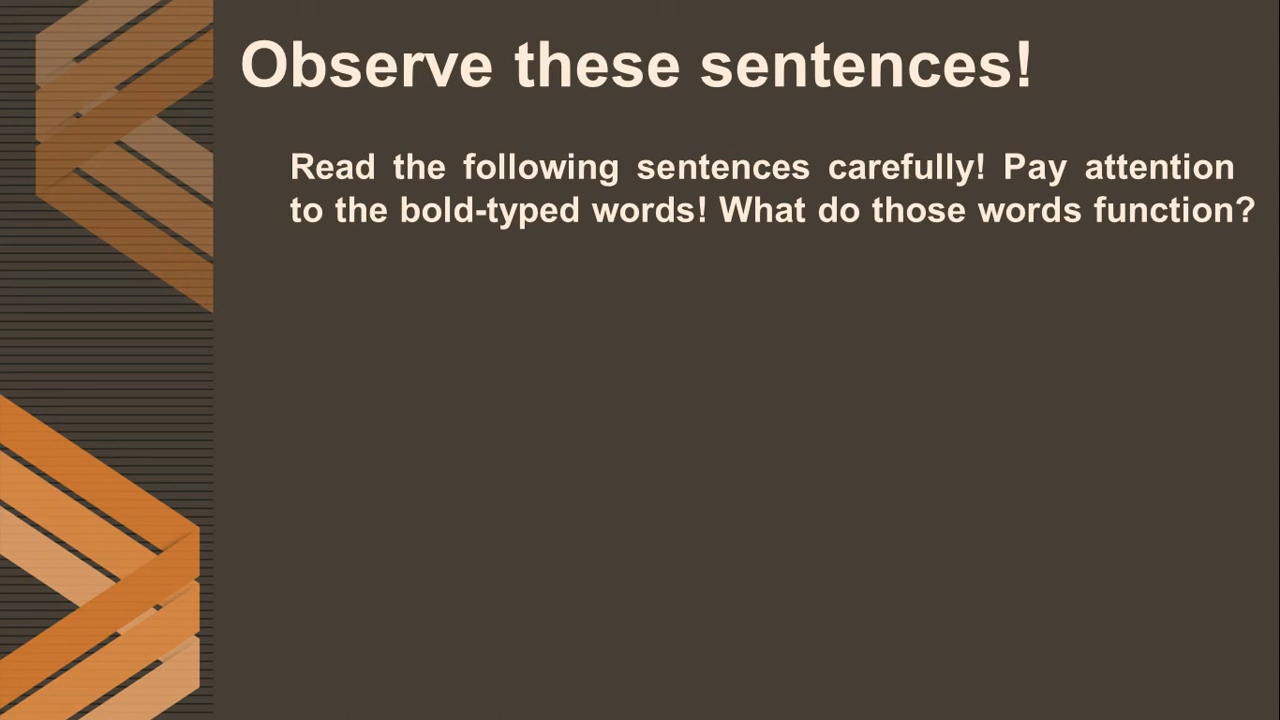 Observe these sentences!
Read the following sentences carefully! Pay attention
to the bold-typed words! What do those words function?